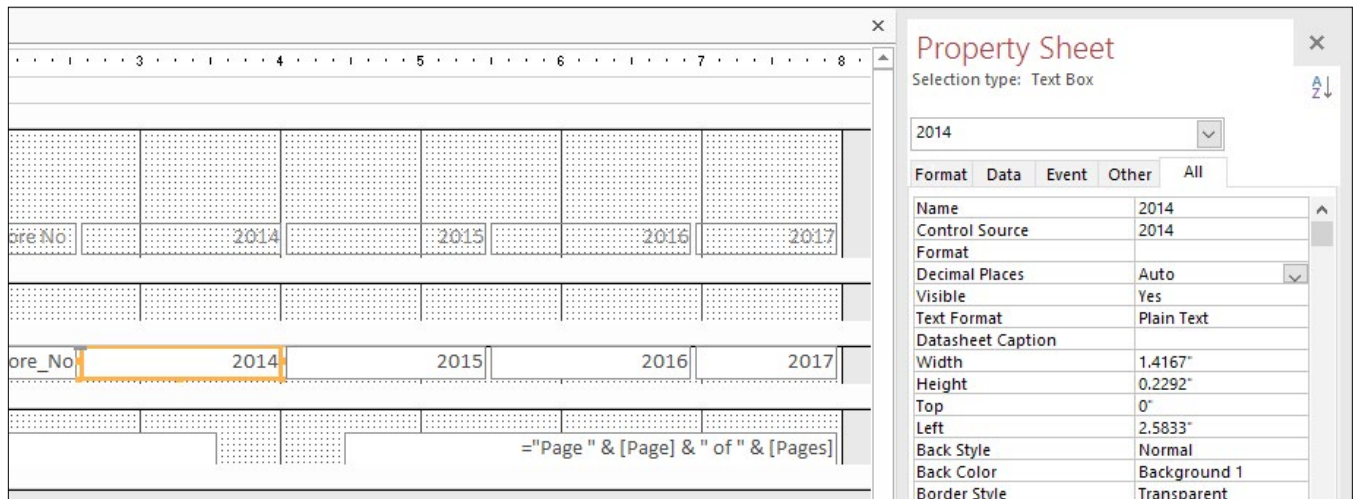 3 4 5 6 7 8
ore No 2014 2015 2016 2017
ore_No 2014 2015 2016 2017
="Page " & [Page] & " of " & [Pages]
Property Sheet
Selection type: Text Box
A
Z
2014
Format Data Event Other All
Name 2014
Control Source 2014
Format
Decimal Places Auto
Visible Yes
Text Format Plain Text
Datasheet Caption
Width 1.4167"
Height 0.2292"
Top 0"
Left 2.5833"
Back Style Normal
Back Color Background 1
Border Style Transparent